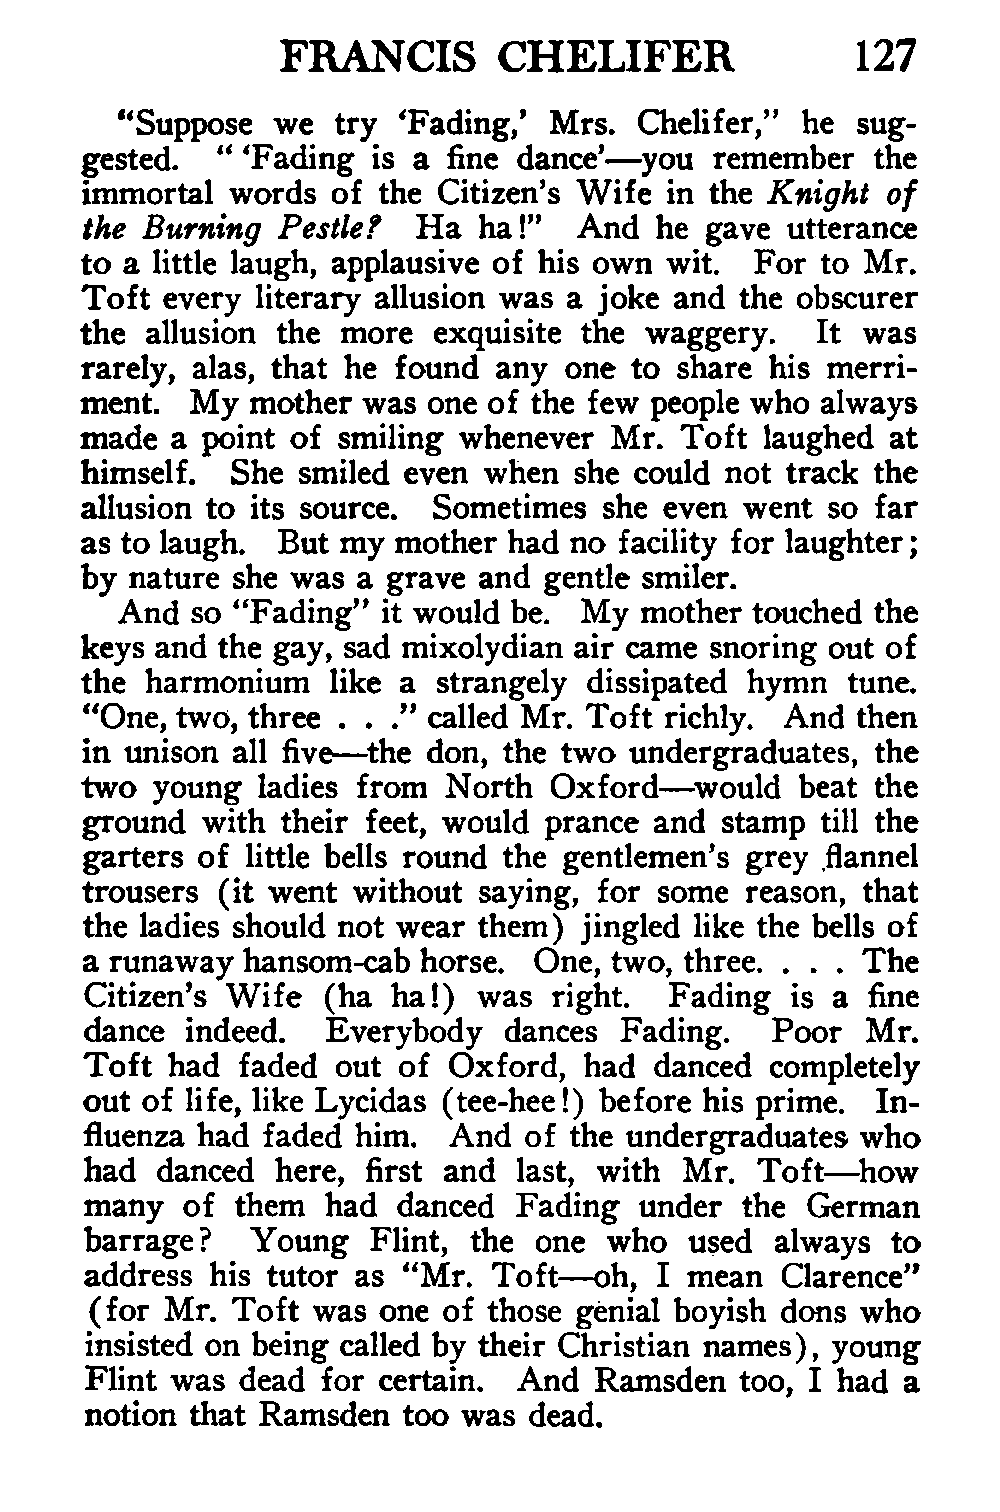 FRANCIS CHELIFER 127
“Suppose we try ‘Fading,’ Mrs. Chelifer,” he sug-
gested. “ ‘Fading is a fine dance’—you remember the
immortal words of the Citizen’s Wife in the Knight of
the Burning Pestle? Ha ha!” And he gave utterance
to a little laugh, applausive of his own wit. For to Mr.
Toft every literary allusion was a joke and the obscurer
the allusion the more exquisite the waggery. It was
rarely, alas, that he found any one to share his merri-
ment. My mother was one of the few people who always
made a point of smiling whenever Mr. Toft laughed at
himself. She smiled even when she could not track the
allusion to its source. Sometimes she even went so far
as to laugh. But my mother had no facility for laughter;
by nature she was a grave and gentle smiler.
And so “Fading” it would be. My mother touched the
keys and the gay, sad mixolydian air came snoring out of
the harmonium like a strangely dissipated hymn tune.
“One, two, three . . .” called Mr. Toft richly. And then
in unison all five—the don, the two undergraduates, the
two young ladies from North Oxford—would beat the
ground with their feet, would prance and stamp till the
garters of little bells round the gentlemen’s grey flannel
trousers (it went without saying, for some reason, that
the ladies should not wear them) jingled like the bells of
a runaway hansom-cab horse. One, two, three. . . . The
Citizen’s Wife (ha ha!) was right. Fading is a fine
dance indeed. Everybody dances Fading. Poor Mr.
Toft had faded out of Oxford, had danced completely
out of life, like Lycidas (tee-hee!) before his prime. In-
fluenza had faded him. And of the undergraduates who
had danced here, first and last, with Mr. Toft—how
many of them had danced Fading under the German
barrage? Young Flint, the one who used always to
address his tutor as “Mr. Toft—oh, I mean Clarence”
(for Mr. Toft was one of those genial boyish dons who
insisted on being called by their Christian names), young
Flint was dead for certain. And Ramsden too, I had a
notion that Ramsden too was dead.